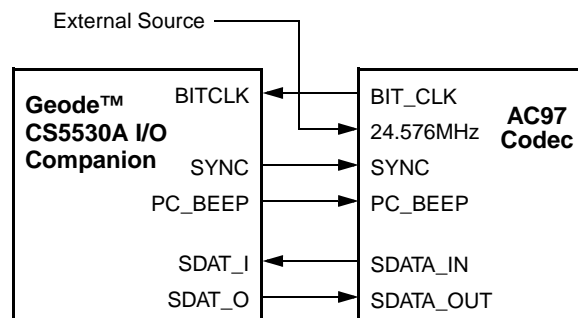 External Source
Geode™
CS5530A I/O
Companion
BITCLK
SYNC
PC_BEEP
SDAT_I
SDAT_O
BIT_CLK
24.576MHz
SYNC
PC_BEEP
SDATA_IN
SDATA_OUT
AC97
Codec